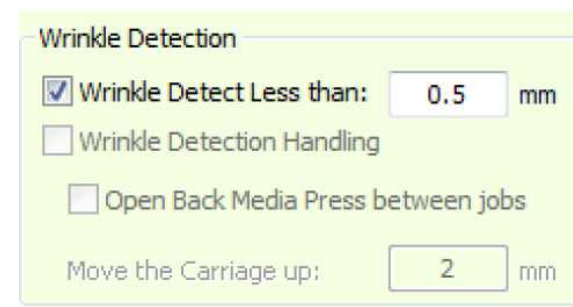 Wrinkle Detection
Wrinkle Detect Less than: 0.5 mm
Wrinkle Detection Handling
Open Back Media Press between jobs
Move the Carriage up: 2 mm